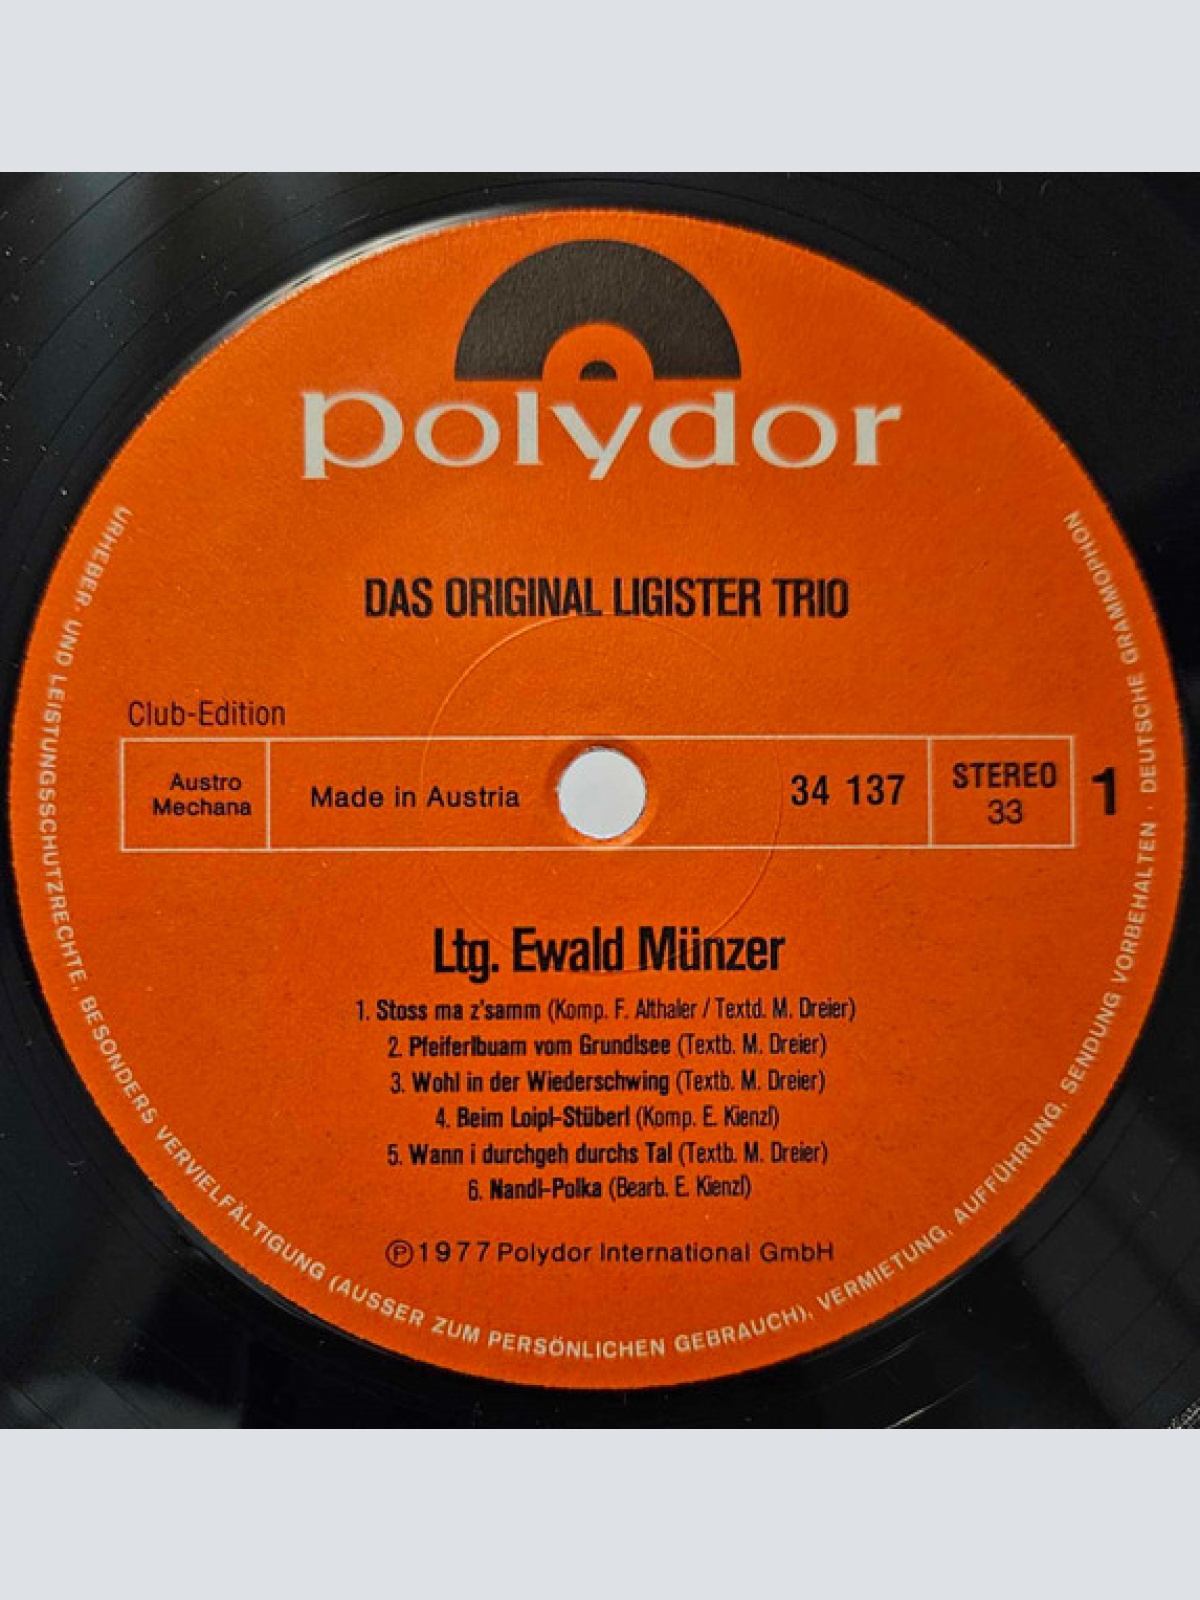 polydor
DAS ORIGINAL LIGISTER TRIO
Club-Edition
Austro
Mechana
Made in Austria
34 137
STEREO
33
1
Ltg. Ewald Münzer
1. Stoss ma z'samm (Komp. F. Althaler / Textd. M. Dreier)
2. Pfeiferlbuam vom Grundlsee (Textb. M. Dreier)
3. Wohl in der Wiederschwing (Textb. M. Dreier)
4. Beim Loipl-Stüberl (Komp. E. Kienzl)
5. Wann i durchgeh durchs Tal (Textb. M. Dreier)
6. Nandl-Polka (Bearb. E. Kienzl)
Ⓟ 1977 Polydor International GmbH
URHEBER- UND LEISTUNGSSCHUTZRECHTE, BESONDERS VERVIELFÄLTIGUNG (AUSSER ZUM PERSÖNLICHEN GEBRAUCH), VERMIETUNG, AUFFÜHRUNG, SENDUNG VORBEHALTEN · DEUTSCHE GRAMMOPHON